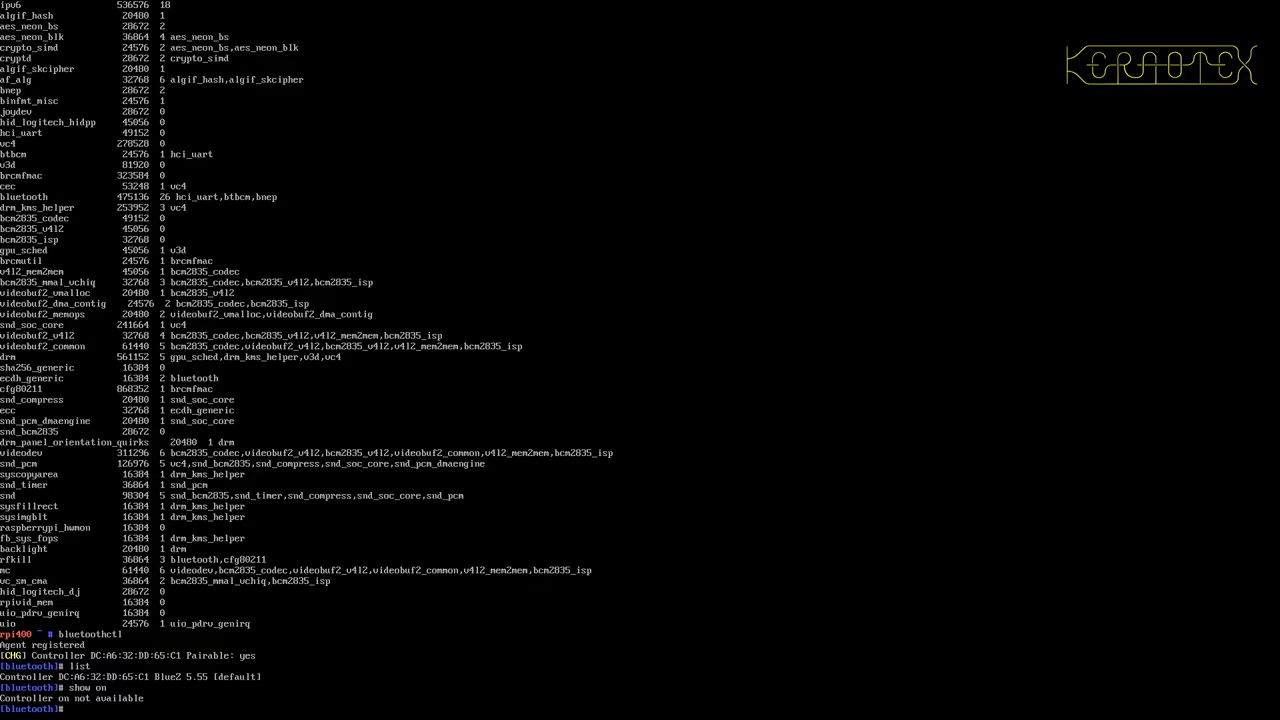 ipv6 536576 18
algif_hash 20480 1
aes_neon_bs 28672 2
aes_neon_blk 36864 4 aes_neon_bs
crypto_simd 24576 2 aes_neon_bs,aes_neon_blk
cryptd 28672 2 crypto_simd
algif_skcipher 20480 1
af_alg 32768 6 algif_hash,algif_skcipher
bnep 28672 2
binfmt_misc 24576 1
joydev 28672 0
hid_logitech_hidpp 45056 0
hci_uart 49152 0
vc4 278528 0
btbcm 24576 1 hci_uart
v3d 81920 0
brcmfmac 323584 0
cec 53248 1 vc4
bluetooth 475136 26 hci_uart,btbcm,bnep
drm_kms_helper 253952 3 vc4
bcm2835_codec 49152 0
bcm2835_v4l2 45056 0
bcm2835_isp 32768 0
gpu_sched 45056 1 v3d
brcmutil 24576 1 brcmfmac
v4l2_mem2mem 45056 1 bcm2835_codec
bcm2835_mmal_vchiq 32768 3 bcm2835_codec,bcm2835_v4l2,bcm2835_isp
videobuf2_vmalloc 20480 1 bcm2835_v4l2
videobuf2_dma_contig 24576 2 bcm2835_codec,bcm2835_isp
videobuf2_memops 20480 2 videobuf2_vmalloc,videobuf2_dma_contig
snd_soc_core 241664 1 vc4
videobuf2_v4l2 32768 4 bcm2835_codec,bcm2835_v4l2,v4l2_mem2mem,bcm2835_isp
videobuf2_common 61440 5 bcm2835_codec,videobuf2_v4l2,bcm2835_v4l2,v4l2_mem2mem,bcm2835_isp
drm 561152 5 gpu_sched,drm_kms_helper,v3d,vc4
sha256_generic 16384 0
ecdh_generic 16384 2 bluetooth
cfg80211 868352 1 brcmfmac
snd_compress 20480 1 snd_soc_core
ecc 32768 1 ecdh_generic
snd_pcm_dmaengine 20480 1 snd_soc_core
snd_bcm2835 28672 0
drm_panel_orientation_quirks 20480 1 drm
videodev 311296 6 bcm2835_codec,videobuf2_v4l2,bcm2835_v4l2,videobuf2_common,v4l2_mem2mem,bcm2835_isp
snd_pcm 126976 5 vc4,snd_bcm2835,snd_compress,snd_soc_core,snd_pcm_dmaengine
syscopyarea 16384 1 drm_kms_helper
snd_timer 36864 1 snd_pcm
snd 98304 5 snd_bcm2835,snd_timer,snd_compress,snd_soc_core,snd_pcm
sysfillrect 16384 1 drm_kms_helper
sysimgblt 16384 1 drm_kms_helper
raspberrypi_hwmon 16384 0
fb_sys_fops 16384 1 drm_kms_helper
backlight 20480 1 drm
rfkill 36864 3 bluetooth,cfg80211
mc 61440 6 videodev,bcm2835_codec,videobuf2_v4l2,videobuf2_common,v4l2_mem2mem,bcm2835_isp
vc_sm_cma 36864 2 bcm2835_mmal_vchiq,bcm2835_isp
hid_logitech_dj 28672 0
rpivid_mem 16384 0
uio_pdrv_genirq 16384 0
uio 24576 1 uio_pdrv_genirq
rpi400 ~ # bluetoothctl
Agent registered
[CHG] Controller DC:A6:32:DD:65:C1 Pairable: yes
[bluetooth]# list
Controller DC:A6:32:DD:65:C1 BlueZ 5.55 [default]
[bluetooth]# show on
Controller on not available
[bluetooth]#
KERAOTEX